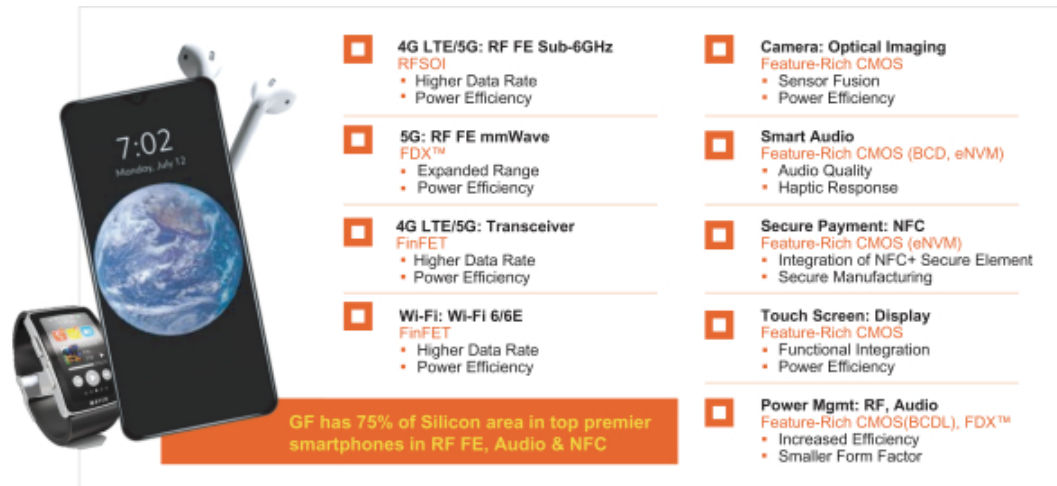 7:02
Monday, July 12
4G LTE/5G: RF FE Sub-6GHz
RFSOI
▪ Higher Data Rate
▪ Power Efficiency
5G: RF FE mmWave
FDX™
▪ Expanded Range
▪ Power Efficiency
4G LTE/5G: Transceiver
FinFET
▪ Higher Data Rate
▪ Power Efficiency
Wi-Fi: Wi-Fi 6/6E
FinFET
▪ Higher Data Rate
▪ Power Efficiency
GF has 75% of Silicon area in top premier
smartphones in RF FE, Audio & NFC
Camera: Optical Imaging
Feature-Rich CMOS
▪ Sensor Fusion
▪ Power Efficiency
Smart Audio
Feature-Rich CMOS (BCD, eNVM)
▪ Audio Quality
▪ Haptic Response
Secure Payment: NFC
Feature-Rich CMOS (eNVM)
▪ Integration of NFC+ Secure Element
▪ Secure Manufacturing
Touch Screen: Display
Feature-Rich CMOS
▪ Functional Integration
▪ Power Efficiency
Power Mgmt: RF, Audio
Feature-Rich CMOS(BCDL), FDX™
▪ Increased Efficiency
▪ Smaller Form Factor